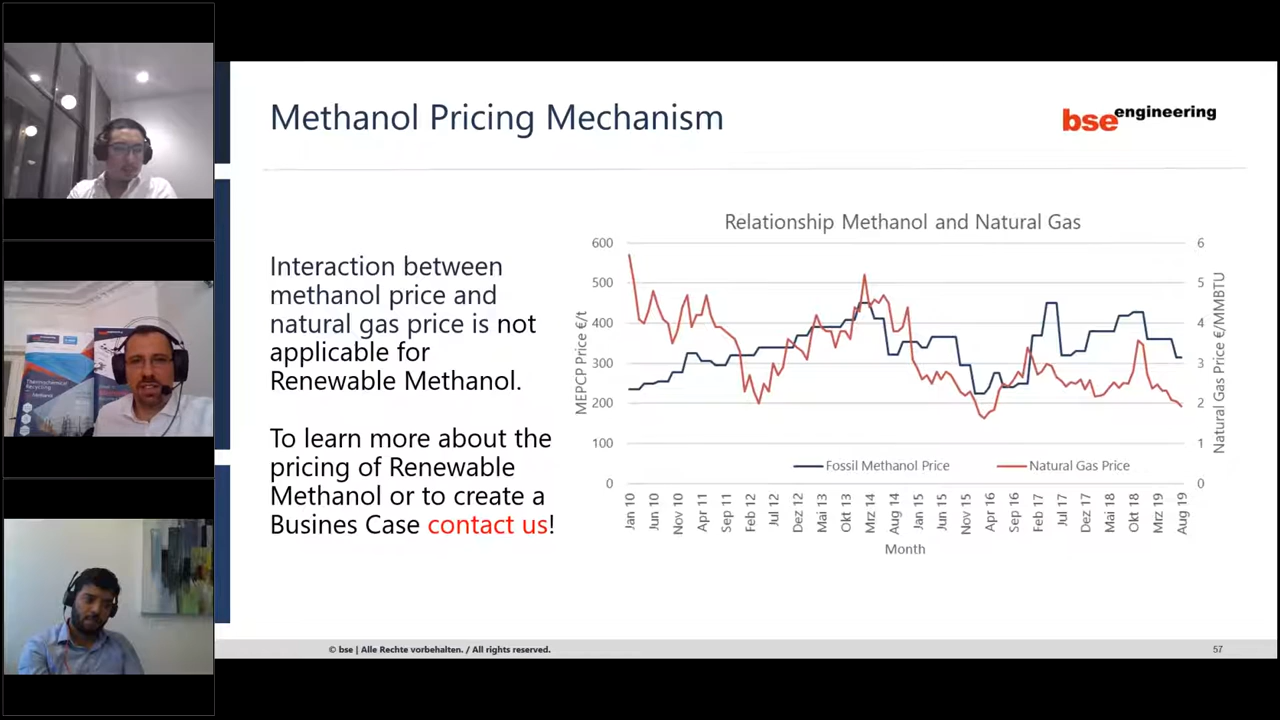 Methanol Pricing Mechanism
bse engineering
Interaction between
methanol price and
natural gas price is not
applicable for
Renewable Methanol.
To learn more about the
pricing of Renewable
Methanol or to create a
Busines Case contact us!
Relationship Methanol and Natural Gas
600
500
400
300
200
100
0
MEPCP Price €/t
6
5
4
3
2
1
0
Natural Gas Price €/MMBTU
Fossil Methanol Price
Natural Gas Price
Jan 10
Jun 10
Nov 10
Apr 11
Sep 11
Feb 12
Jul 12
Dez 12
Mai 13
Okt 13
Mrz 14
Aug 14
Jan 15
Jun 15
Nov 15
Apr 16
Sep 16
Feb 17
Jul 17
Dez 17
Mai 18
Okt 18
Mrz 19
Aug 19
Month
© bse | Alle Rechte vorbehalten. / All rights reserved.
57